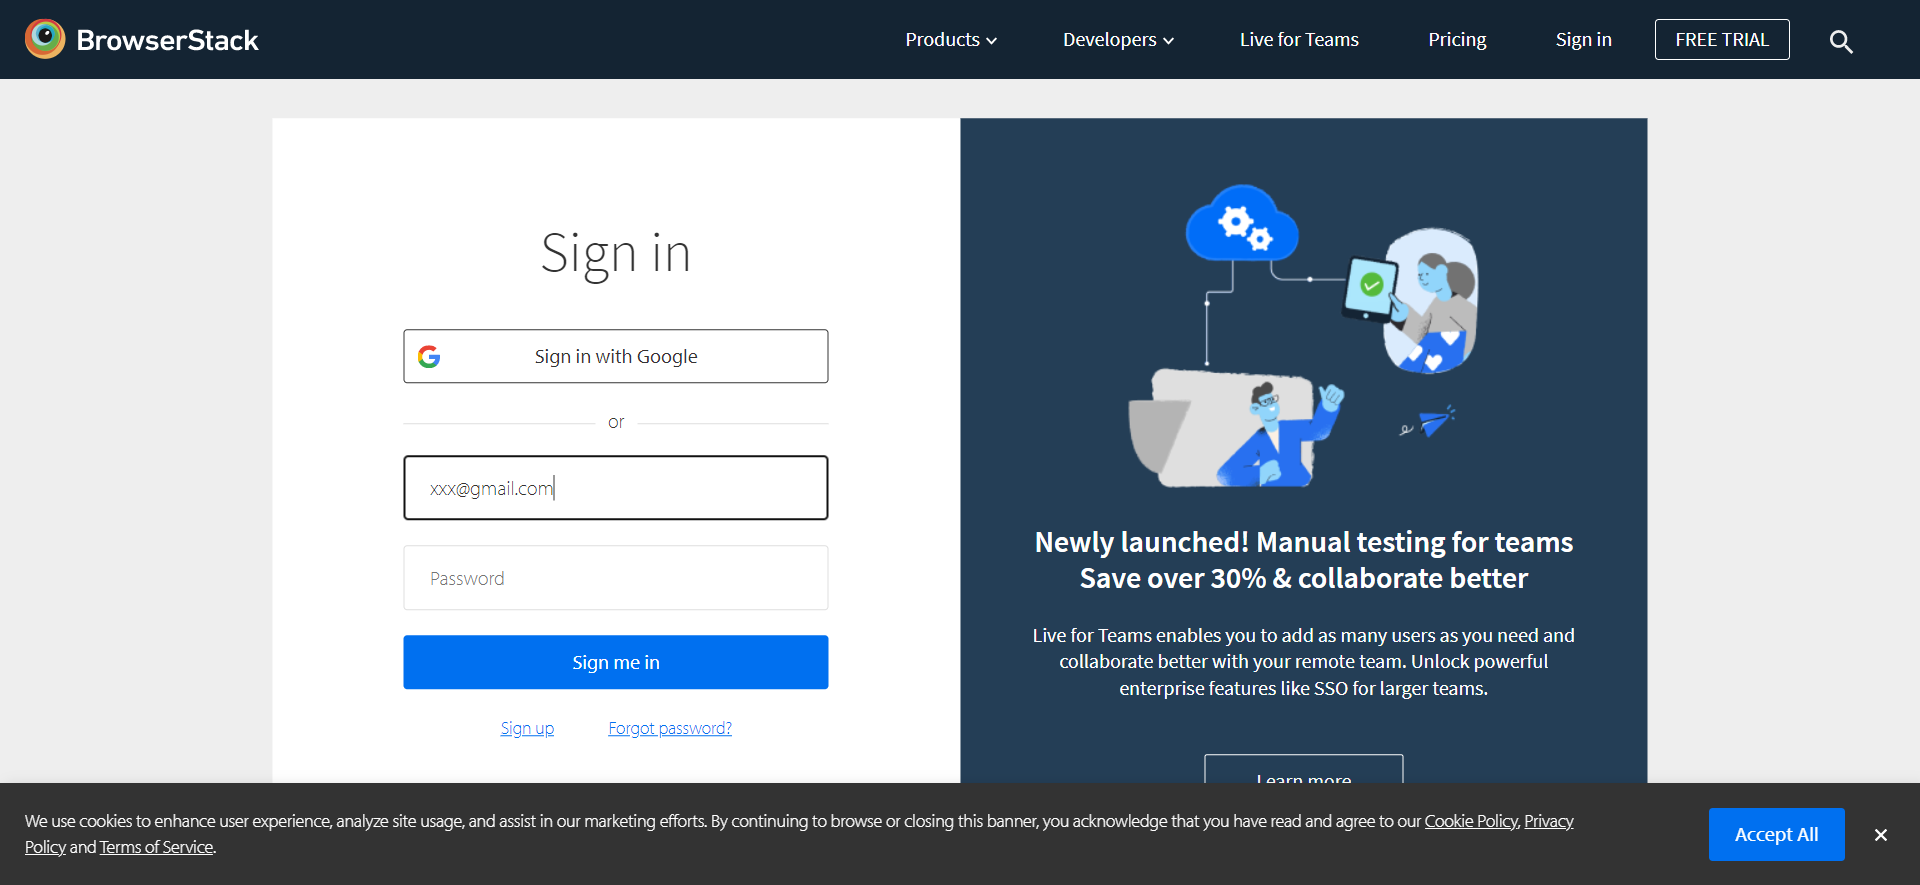 BrowserStack
Products
Developers
Live for Teams
Pricing
Sign in
FREE TRIAL
Sign in
Sign in with Google
or
xxx@gmail.com
Password
Sign me in
Sign up
Forgot password?
Newly launched! Manual testing for teams
Save over 30% & collaborate better
Live for Teams enables you to add as many users as you need and
collaborate better with your remote team. Unlock powerful
enterprise features like SSO for larger teams.
Learn more
We use cookies to enhance user experience, analyze site usage, and assist in our marketing efforts. By continuing to browse or closing this banner, you acknowledge that you have read and agree to our Cookie Policy, Privacy
Policy and Terms of Service.
Accept All